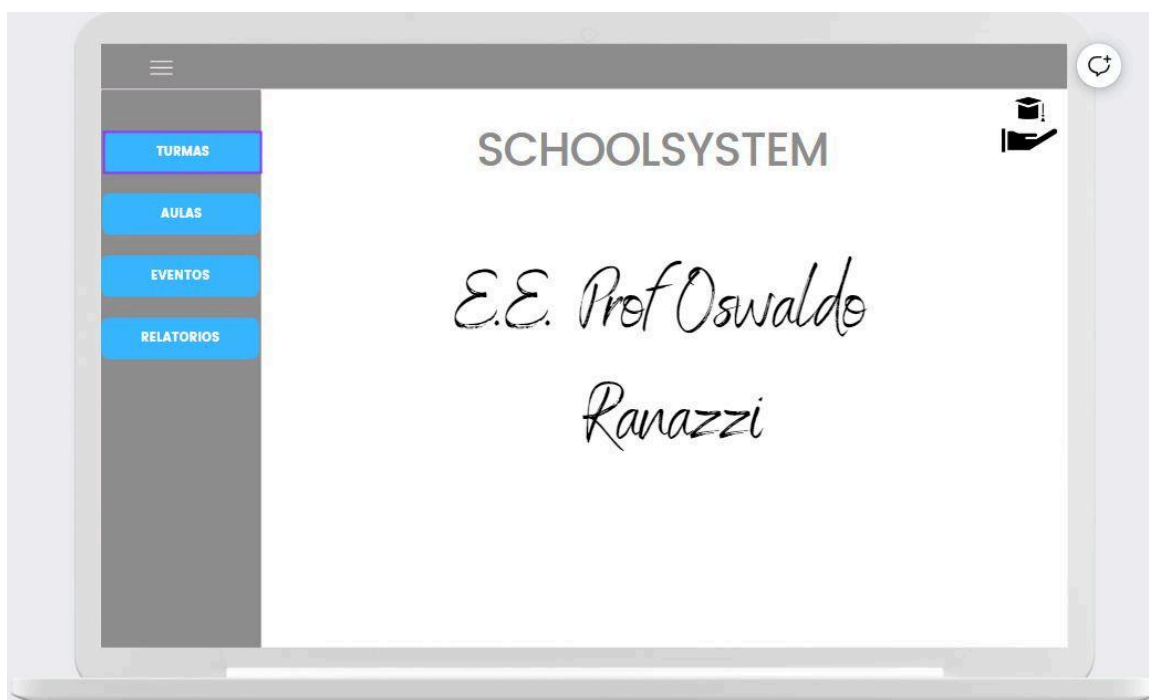 SCHOOLSYSTEM
TURMAS
AULAS
EVENTOS
RELATORIOS
E.E. Prof Oswaldo
Ranazzi